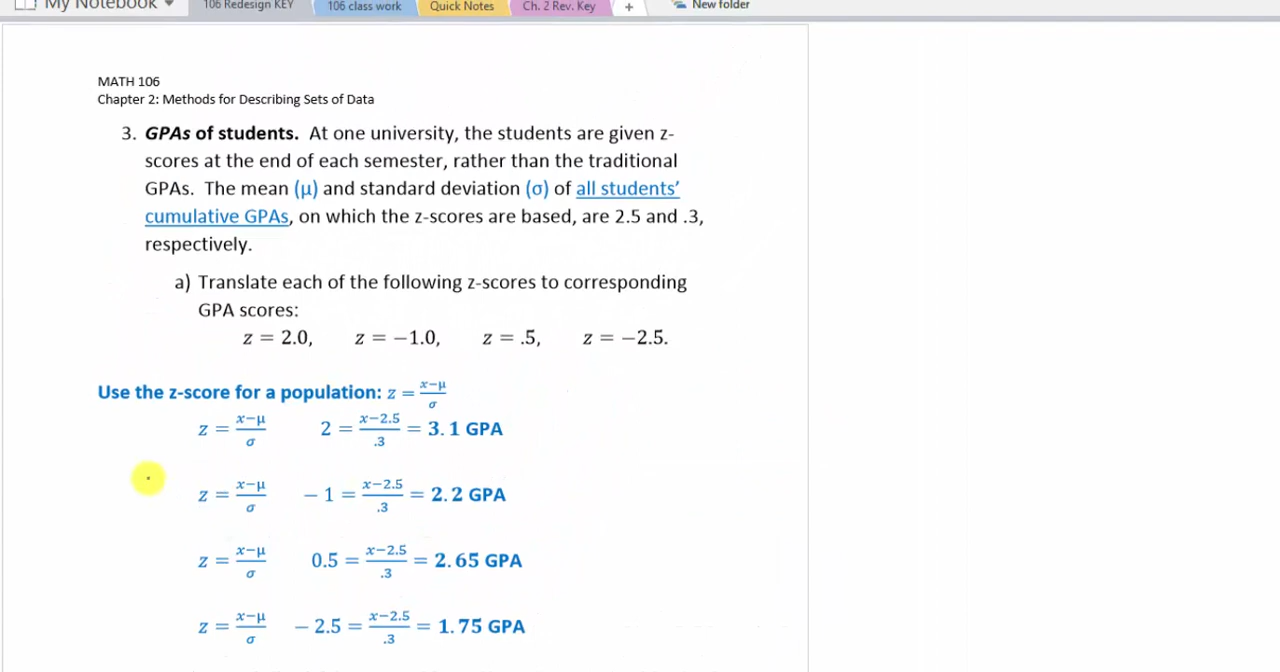 My Notebook 106 Redesign KEY 106 class work Quick Notes Ch. 2 Rev. Key + New folder
MATH 106
Chapter 2: Methods for Describing Sets of Data
3. GPAs of students. At one university, the students are given z-
scores at the end of each semester, rather than the traditional
GPAs. The mean (μ) and standard deviation (σ) of all students'
cumulative GPAs, on which the z-scores are based, are 2.5 and .3,
respectively.
a) Translate each of the following z-scores to corresponding
GPA scores:
z = 2.0, z = −1.0, z = .5, z = −2.5.
Use the z-score for a population: z = x−μ/σ
z = x−μ/σ 2 = x−2.5/.3 = 3.1 GPA
z = x−μ/σ − 1 = x−2.5/.3 = 2.2 GPA
z = x−μ/σ 0.5 = x−2.5/.3 = 2.65 GPA
z = x−μ/σ − 2.5 = x−2.5/.3 = 1.75 GPA